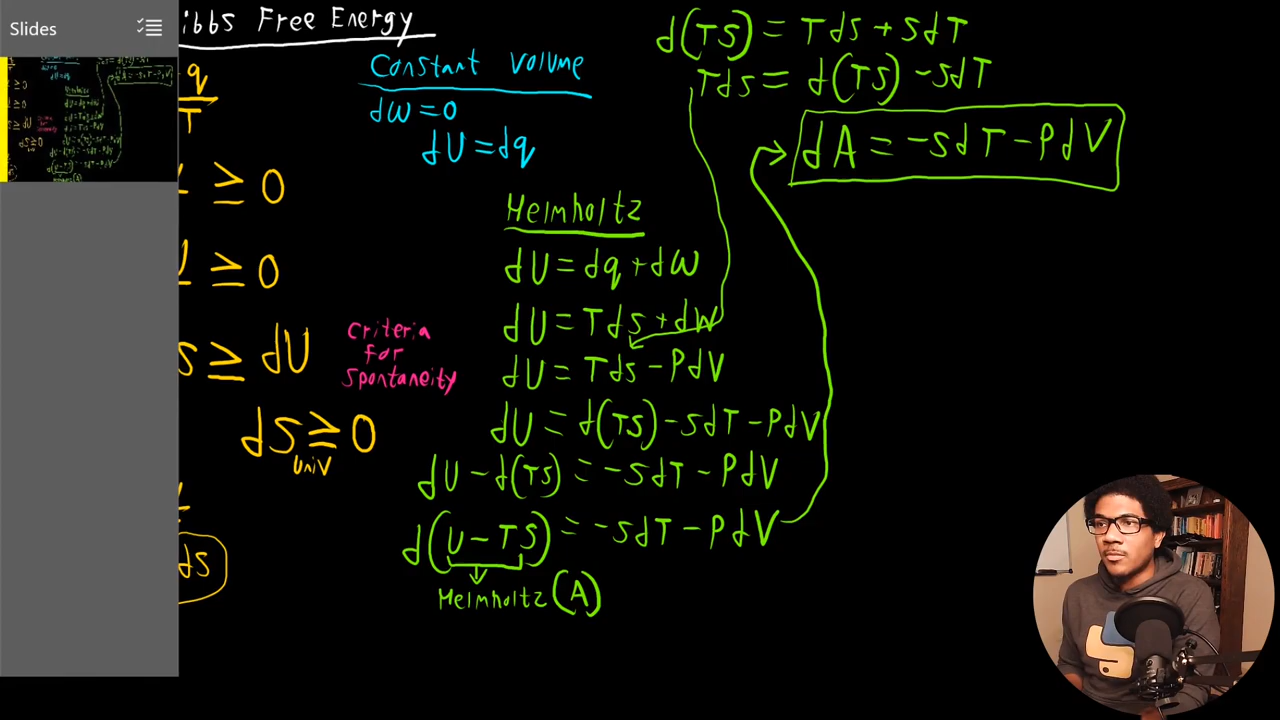 Slides
ibbs Free Energy
q
T
≥ 0
≥ 0
s ≥ dU
Criteria
for
spontaneity
dS ≥ 0
univ
ds
Constant volume
dW = 0
dU = dq
Helmholtz
dU = dq + dW
dU = Tds + dW
dU = Tds - PdV
dU = d(TS) - SdT - PdV
dU - d(TS) = -SdT - PdV
d(U - TS) = -SdT - PdV
Helmholtz (A)
d(TS) = Tds + SdT
Tds = d(TS) - SdT
dA = -SdT - PdV